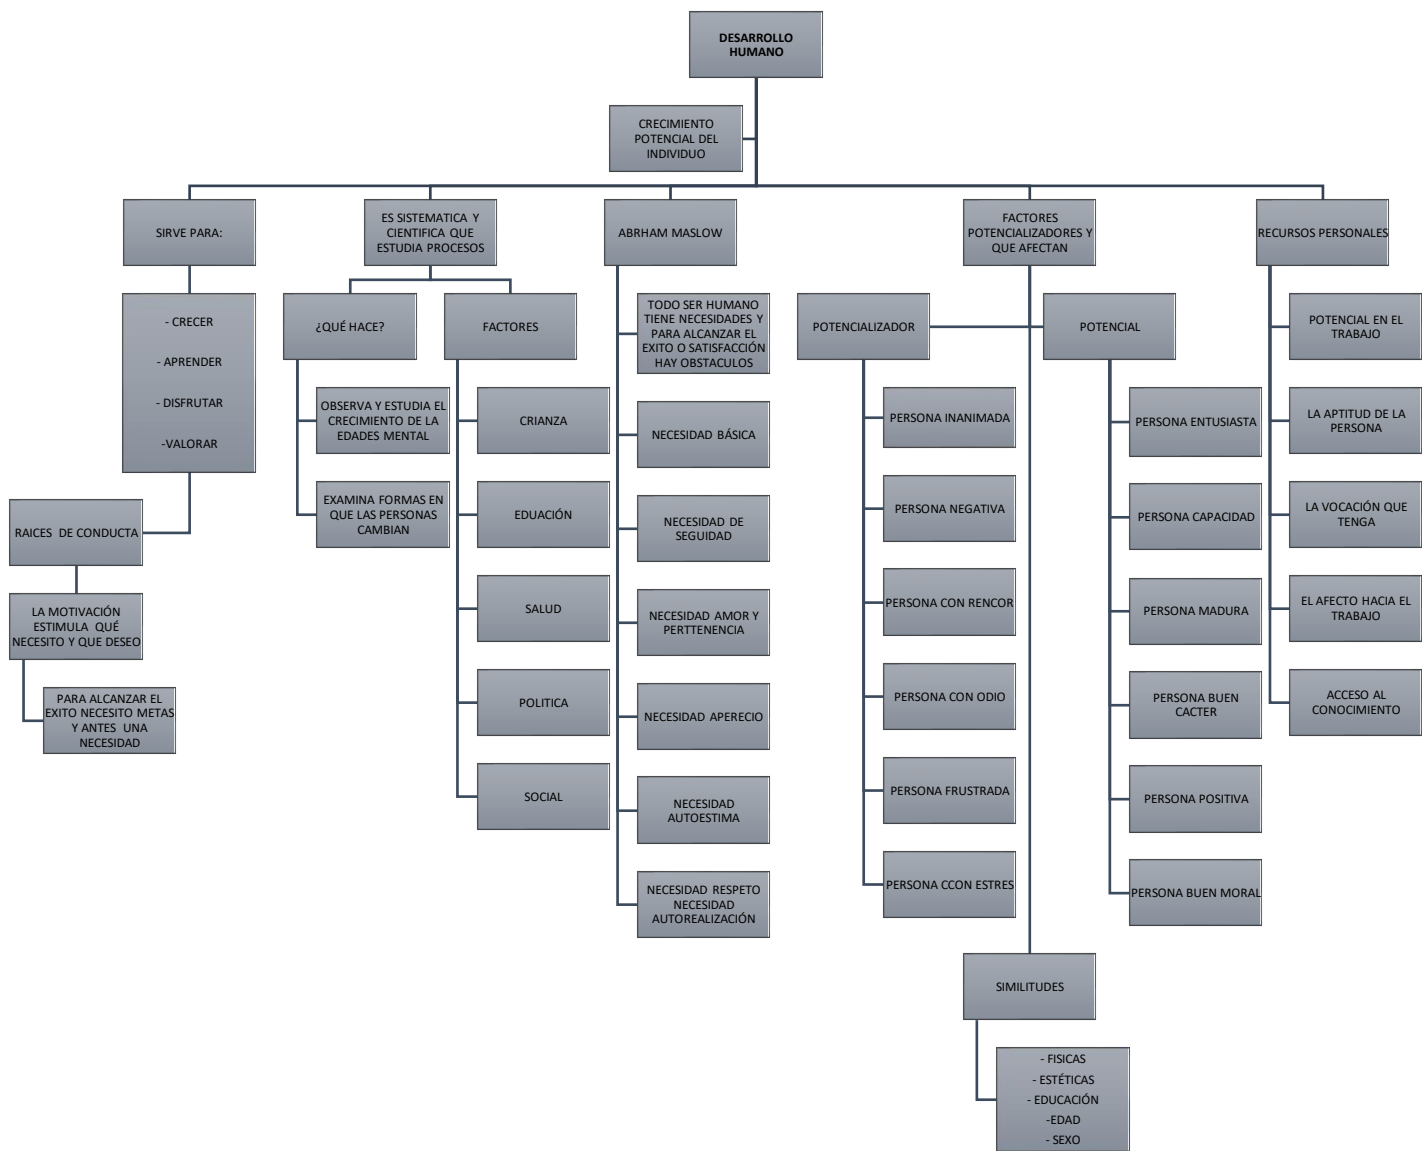 DESARROLLO
HUMANO
CRECIMIENTO
POTENCIAL DEL
INDIVIDUO
SIRVE PARA:
- CRECER
- APRENDER
- DISFRUTAR
-VALORAR
RAICES DE CONDUCTA
LA MOTIVACIÓN
ESTIMULA QUÉ
NECESITO Y QUE DESEO
PARA ALCANZAR EL
EXITO NECESITO METAS
Y ANTES UNA
NECESIDAD
ES SISTEMATICA Y
CIENTIFICA QUE
ESTUDIA PROCESOS
¿QUÉ HACE?
OBSERVA Y ESTUDIA EL
CRECIMIENTO DE LA
EDADES MENTAL
EXAMINA FORMAS EN
QUE LAS PERSONAS
CAMBIAN
FACTORES
CRIANZA
EDUACIÓN
SALUD
POLITICA
SOCIAL
ABRHAM MASLOW
TODO SER HUMANO
TIENE NECESIDADES Y
PARA ALCANZAR EL
EXITO O SATISFACCIÓN
HAY OBSTACULOS
NECESIDAD BÁSICA
NECESIDAD DE
SEGUIDAD
NECESIDAD AMOR Y
PERTTENENCIA
NECESIDAD APERECIO
NECESIDAD
AUTOESTIMA
NECESIDAD RESPETO
NECESIDAD
AUTOREALIZACIÓN
FACTORES
POTENCIALIZADORES Y
QUE AFECTAN
POTENCIALIZADOR
PERSONA INANIMADA
PERSONA NEGATIVA
PERSONA CON RENCOR
PERSONA CON ODIO
PERSONA FRUSTRADA
PERSONA CCON ESTRES
POTENCIAL
PERSONA ENTUSIASTA
PERSONA CAPACIDAD
PERSONA MADURA
PERSONA BUEN
CACTER
PERSONA POSITIVA
PERSONA BUEN MORAL
SIMILITUDES
- FISICAS
- ESTÉTICAS
- EDUCACIÓN
-EDAD
- SEXO
RECURSOS PERSONALES
POTENCIAL EN EL
TRABAJO
LA APTITUD DE LA
PERSONA
LA VOCACIÓN QUE
TENGA
EL AFECTO HACIA EL
TRABAJO
ACCESO AL
CONOCIMIENTO